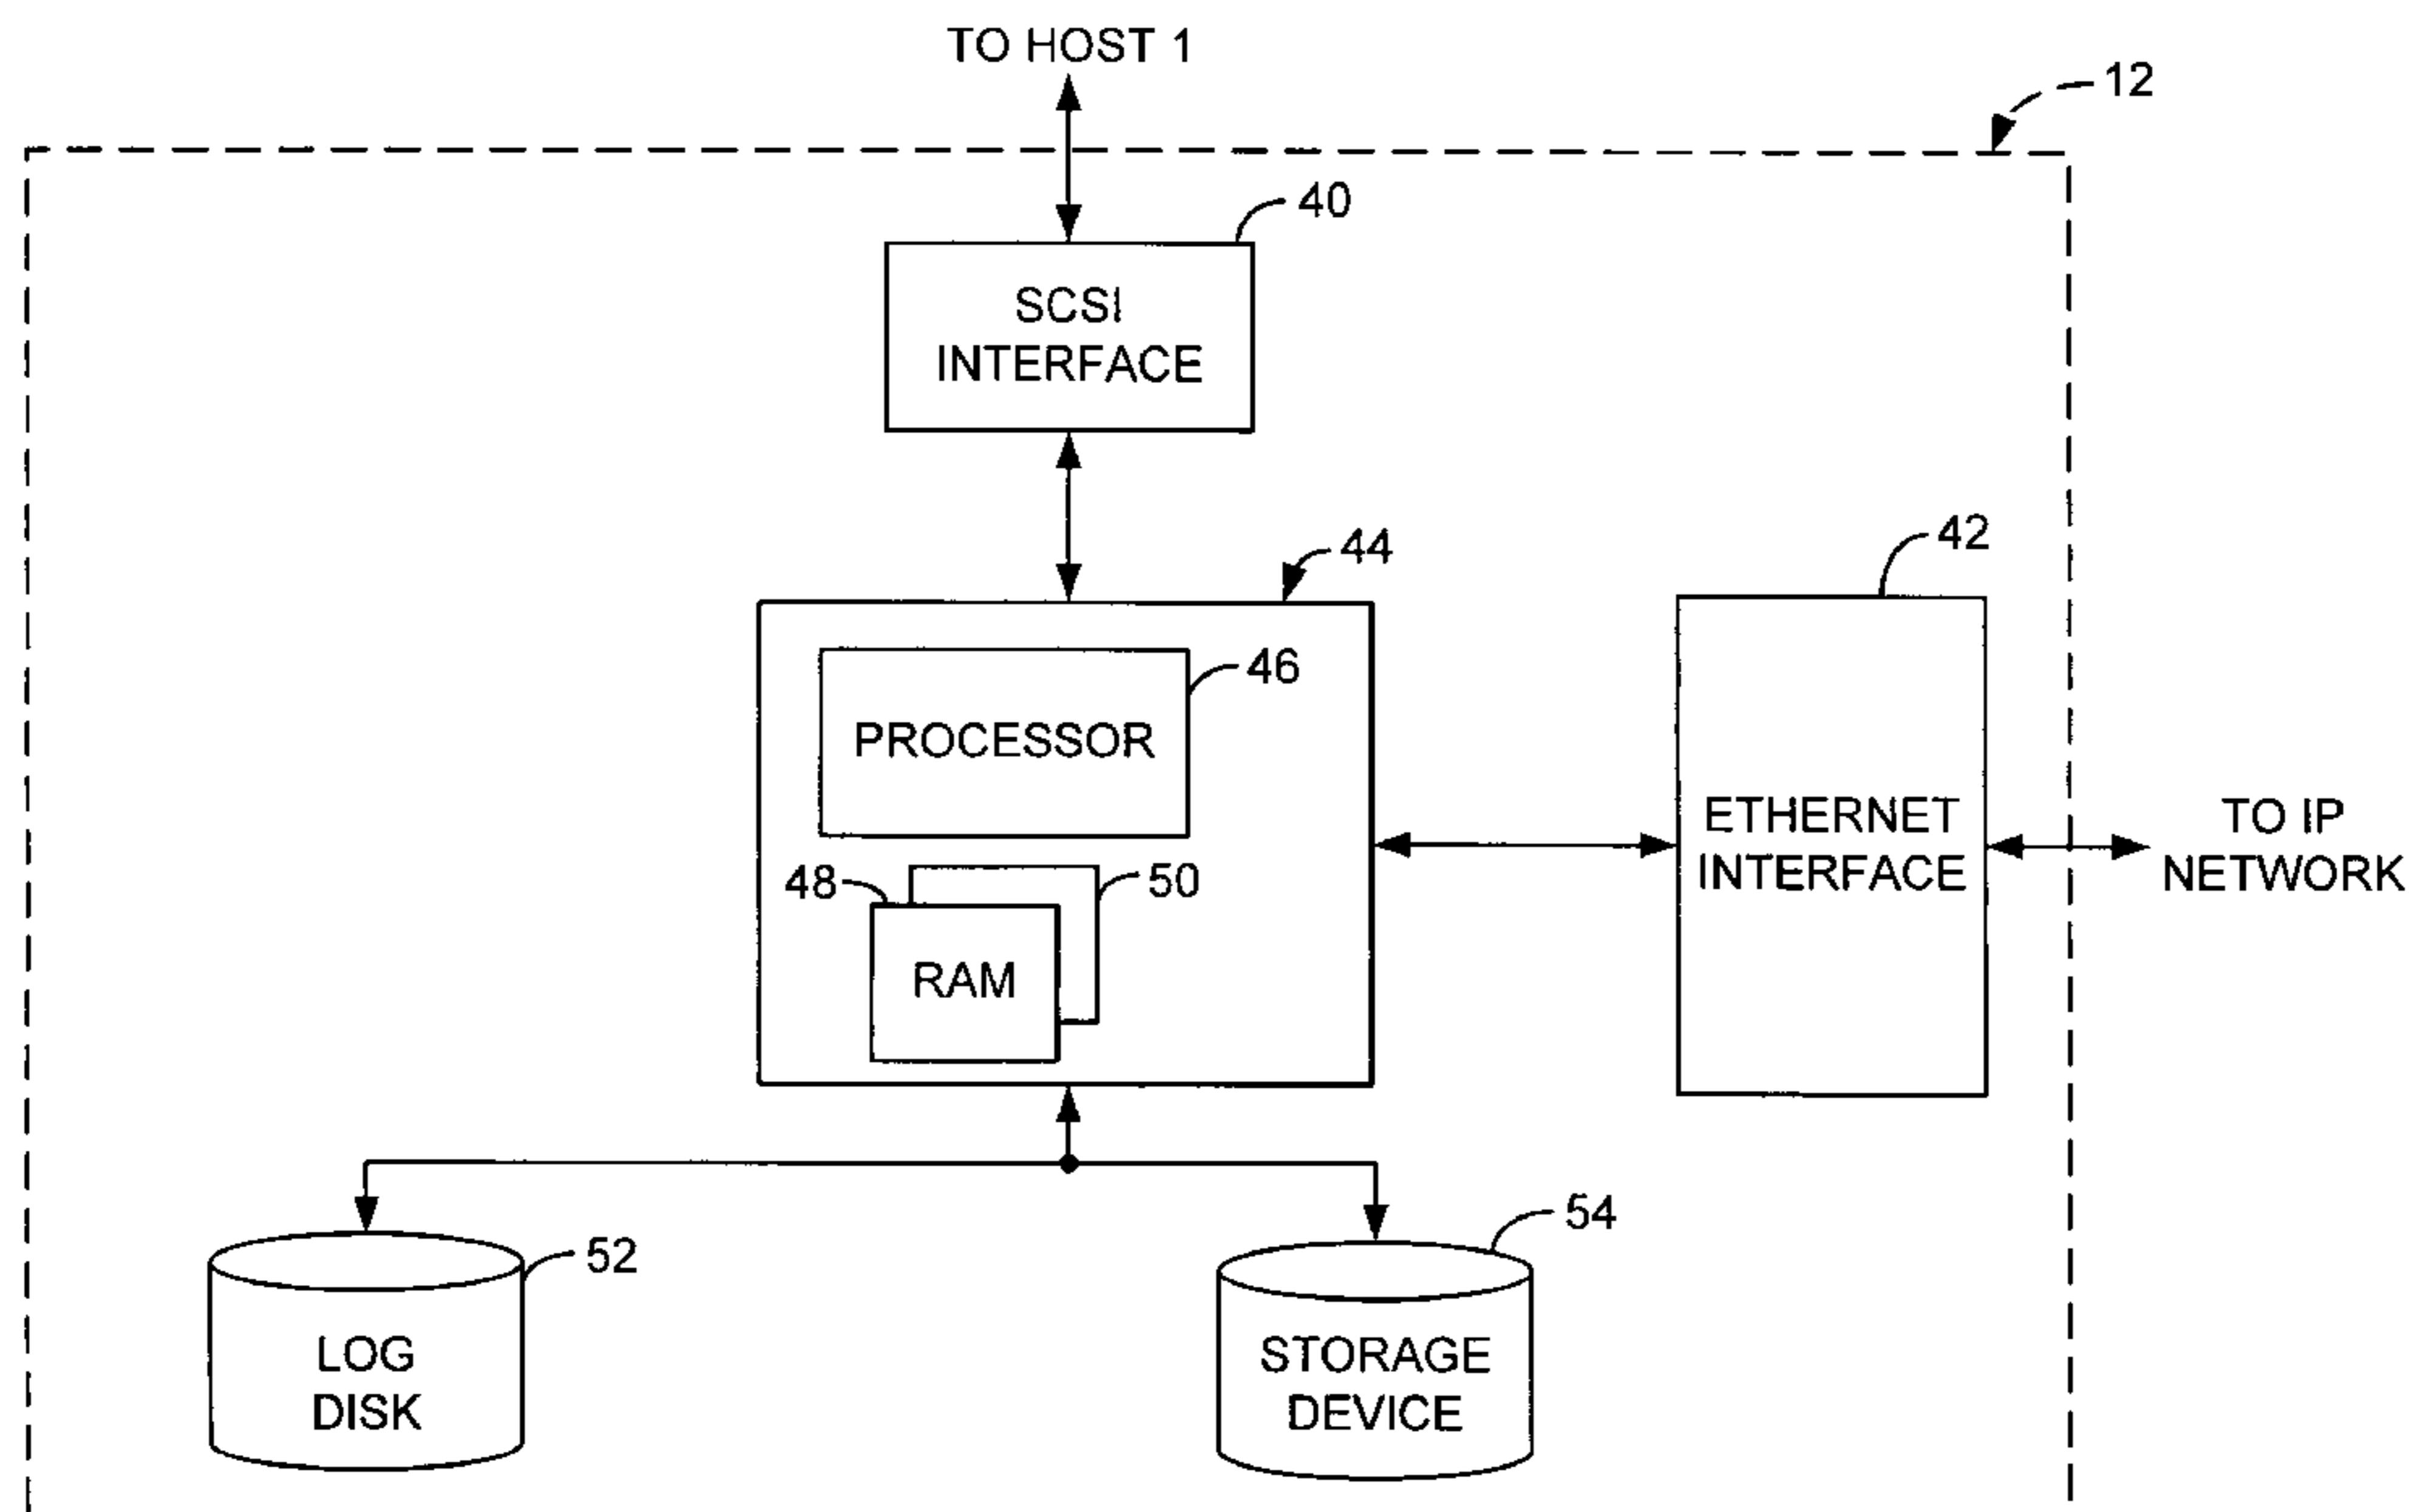 TO HOST 1
12
40
SCSI
INTERFACE
44
42
46
PROCESSOR
ETHERNET
INTERFACE
TO IP
NETWORK
48
50
RAM
52
54
LOG
DISK
STORAGE
DEVICE